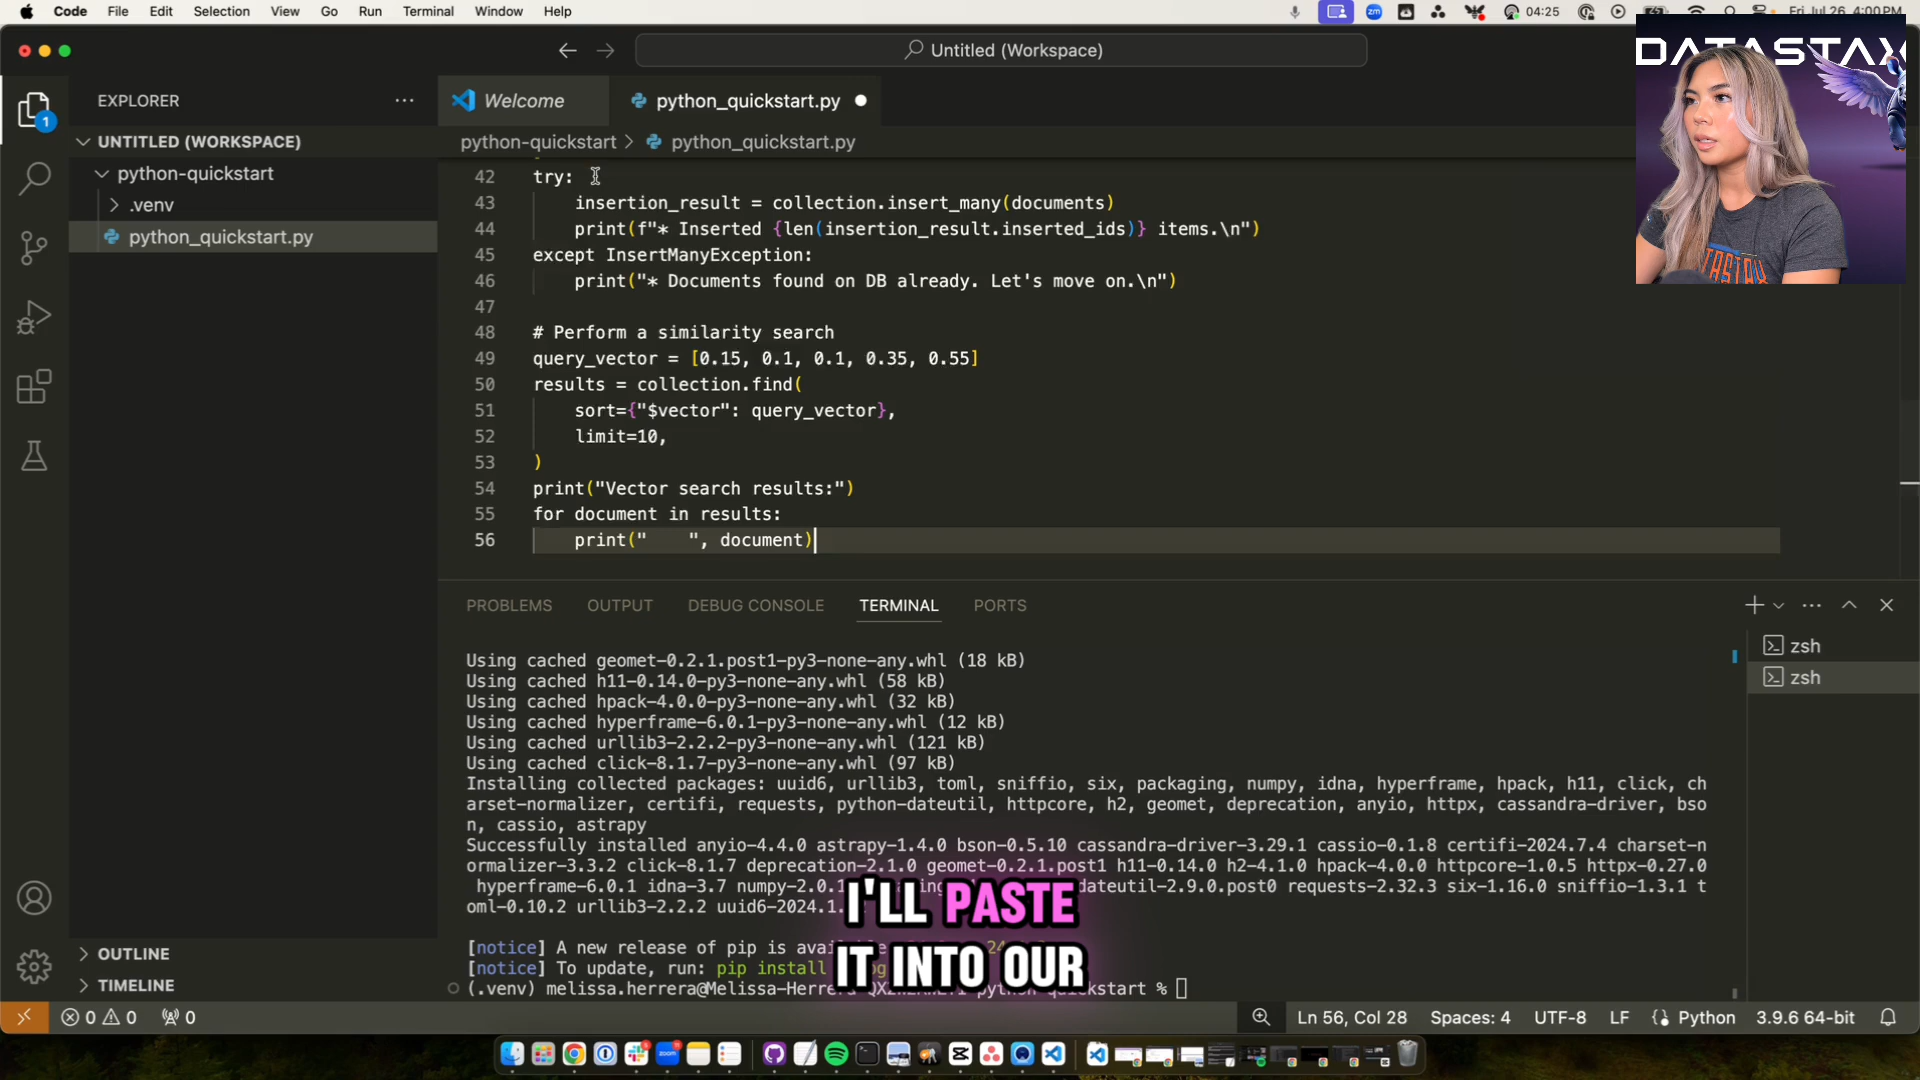 Code File Edit Selection View Go Run Terminal Window Help
zm
04:25
Fri Jul 26 4:00 PM
Untitled (Workspace)
DATASTAX
EXPLORER
Welcome
python_quickstart.py
1
UNTITLED (WORKSPACE)
python-quickstart > python_quickstart.py
python-quickstart
.venv
python_quickstart.py
42 try:
43 insertion_result = collection.insert_many(documents)
44 print(f"* Inserted {len(insertion_result.inserted_ids)} items.\n")
45 except InsertManyException:
46 print("* Documents found on DB already. Let's move on.\n")
47
48 # Perform a similarity search
49 query_vector = [0.15, 0.1, 0.1, 0.35, 0.55]
50 results = collection.find(
51 sort={"$vector": query_vector},
52 limit=10,
53 )
54 print("Vector search results:")
55 for document in results:
56 print("    ", document)
PROBLEMS OUTPUT DEBUG CONSOLE TERMINAL PORTS
zsh
zsh
Using cached geomet-0.2.1.post1-py3-none-any.whl (18 kB)
Using cached h11-0.14.0-py3-none-any.whl (58 kB)
Using cached hpack-4.0.0-py3-none-any.whl (32 kB)
Using cached hyperframe-6.0.1-py3-none-any.whl (12 kB)
Using cached urllib3-2.2.2-py3-none-any.whl (121 kB)
Using cached click-8.1.7-py3-none-any.whl (97 kB)
Installing collected packages: uuid6, urllib3, toml, sniffio, six, packaging, numpy, idna, hyperframe, hpack, h11, click, ch
arset-normalizer, certifi, requests, python-dateutil, httpcore, h2, geomet, deprecation, anyio, httpx, cassandra-driver, bso
n, cassio, astrapy
Successfully installed anyio-4.4.0 astrapy-1.4.0 bson-0.5.10 cassandra-driver-3.29.1 cassio-0.1.8 certifi-2024.7.4 charset-n
ormalizer-3.3.2 click-8.1.7 deprecation-2.1.0 geomet-0.2.1.post1 h11-0.14.0 h2-4.1.0 hpack-4.0.0 httpcore-1.0.5 httpx-0.27.0
hyperframe-6.0.1 idna-3.7 numpy-2.0.1 dateutil-2.9.0.post0 requests-2.32.3 six-1.16.0 sniffio-1.3.1 t
oml-0.10.2 urllib3-2.2.2 uuid6-2024.1.
[notice] A new release of pip is
[notice] To update, run: pip install
(.venv) melissa.herrera@Melissa-Herrera python-quickstart %
I'LL PASTE
IT INTO OUR
OUTLINE
TIMELINE
0 0 0
Ln 56, Col 28 Spaces: 4 UTF-8 LF Python 3.9.6 64-bit